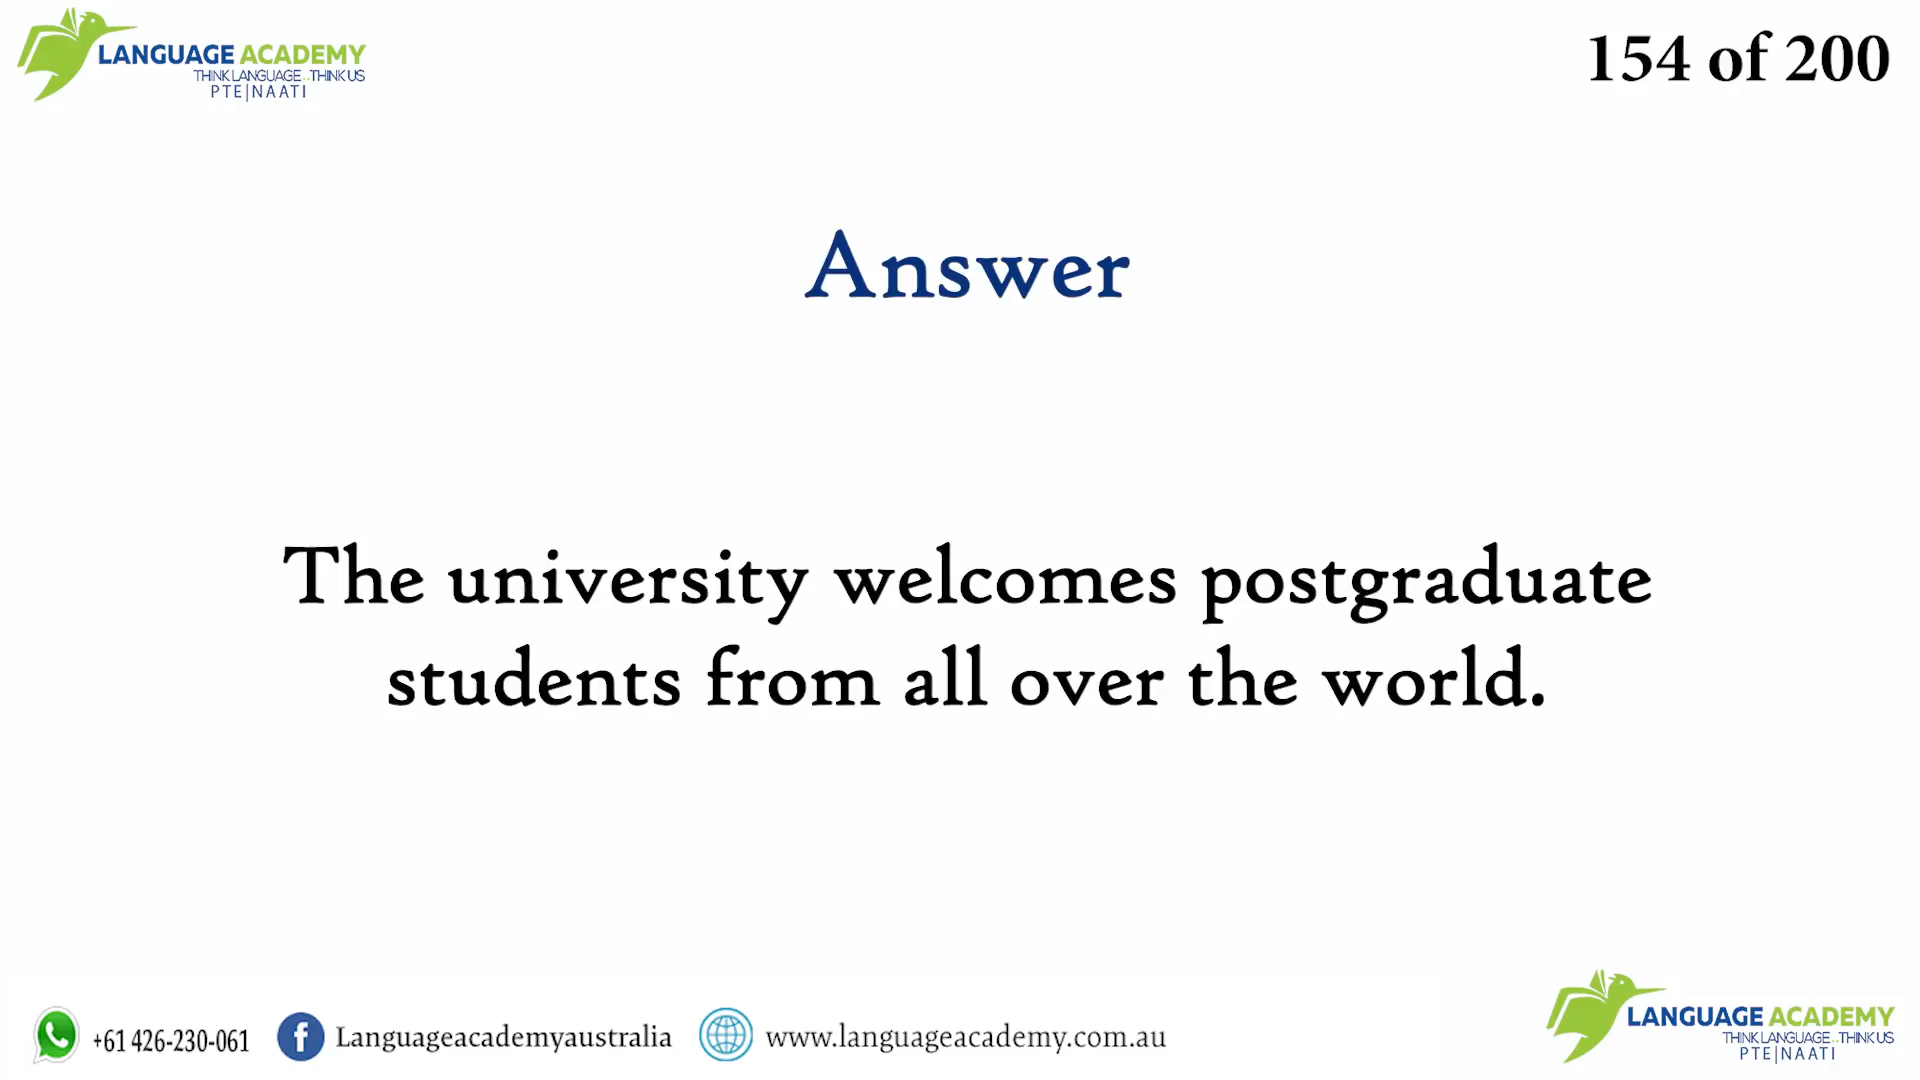 LANGUAGE ACADEMY
THINK LANGUAGE..THINK US
PTE|NAATI
154 of 200
Answer
The university welcomes postgraduate
students from all over the world.
+61 426-230-061
Languageacademyaustralia
www.languageacademy.com.au
LANGUAGE ACADEMY
THINK LANGUAGE..THINK US
PTE|NAATI